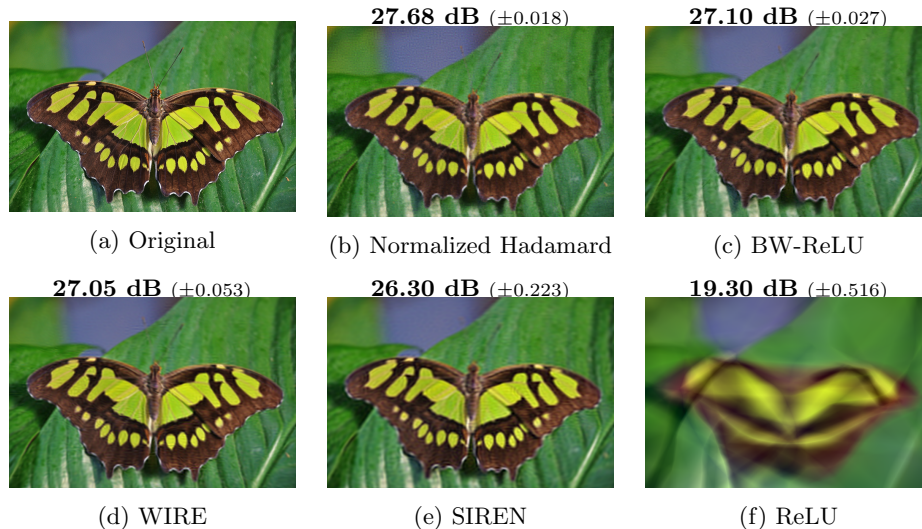 27.68 dB (±0.018) 27.10 dB (±0.027)
(a) Original (b) Normalized Hadamard (c) BW-ReLU
27.05 dB (±0.053) 26.30 dB (±0.223) 19.30 dB (±0.516)
(d) WIRE (e) SIREN (f) ReLU